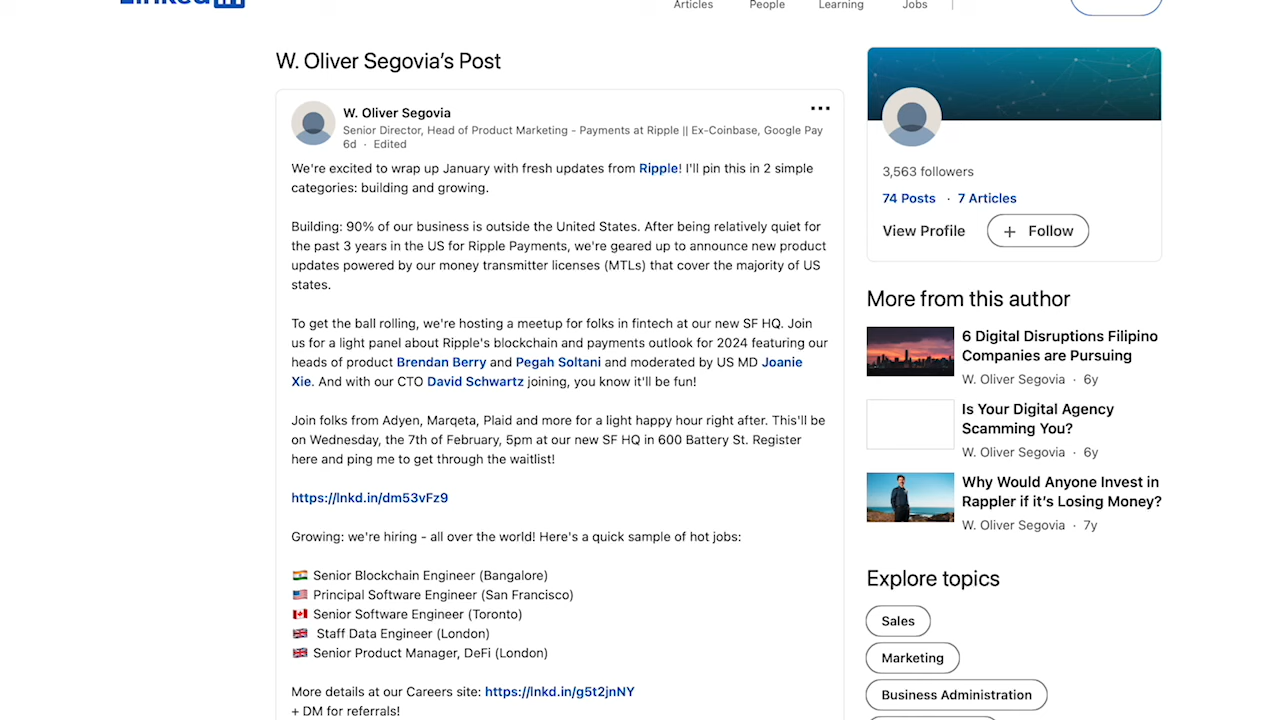 Linkedin
Articles
People
Learning
Jobs
W. Oliver Segovia's Post
W. Oliver Segovia
Senior Director, Head of Product Marketing - Payments at Ripple || Ex-Coinbase, Google Pay
6d · Edited
We're excited to wrap up January with fresh updates from Ripple! I'll pin this in 2 simple
categories: building and growing.
Building: 90% of our business is outside the United States. After being relatively quiet for
the past 3 years in the US for Ripple Payments, we're geared up to announce new product
updates powered by our money transmitter licenses (MTLs) that cover the majority of US
states.
To get the ball rolling, we're hosting a meetup for folks in fintech at our new SF HQ. Join
us for a light panel about Ripple's blockchain and payments outlook for 2024 featuring our
heads of product Brendan Berry and Pegah Soltani and moderated by US MD Joanie
Xie. And with our CTO David Schwartz joining, you know it'll be fun!
Join folks from Adyen, Marqeta, Plaid and more for a light happy hour right after. This'll be
on Wednesday, the 7th of February, 5pm at our new SF HQ in 600 Battery St. Register
here and ping me to get through the waitlist!
https://lnkd.in/dm53vFz9
Growing: we're hiring - all over the world! Here's a quick sample of hot jobs:
Senior Blockchain Engineer (Bangalore)
Principal Software Engineer (San Francisco)
Senior Software Engineer (Toronto)
Staff Data Engineer (London)
Senior Product Manager, DeFi (London)
More details at our Careers site: https://lnkd.in/g5t2jnNY
+ DM for referrals!
3,563 followers
74 Posts · 7 Articles
View Profile
+ Follow
More from this author
6 Digital Disruptions Filipino
Companies are Pursuing
W. Oliver Segovia · 6y
Is Your Digital Agency
Scamming You?
W. Oliver Segovia · 6y
Why Would Anyone Invest in
Rappler if it's Losing Money?
W. Oliver Segovia · 7y
Explore topics
Sales
Marketing
Business Administration